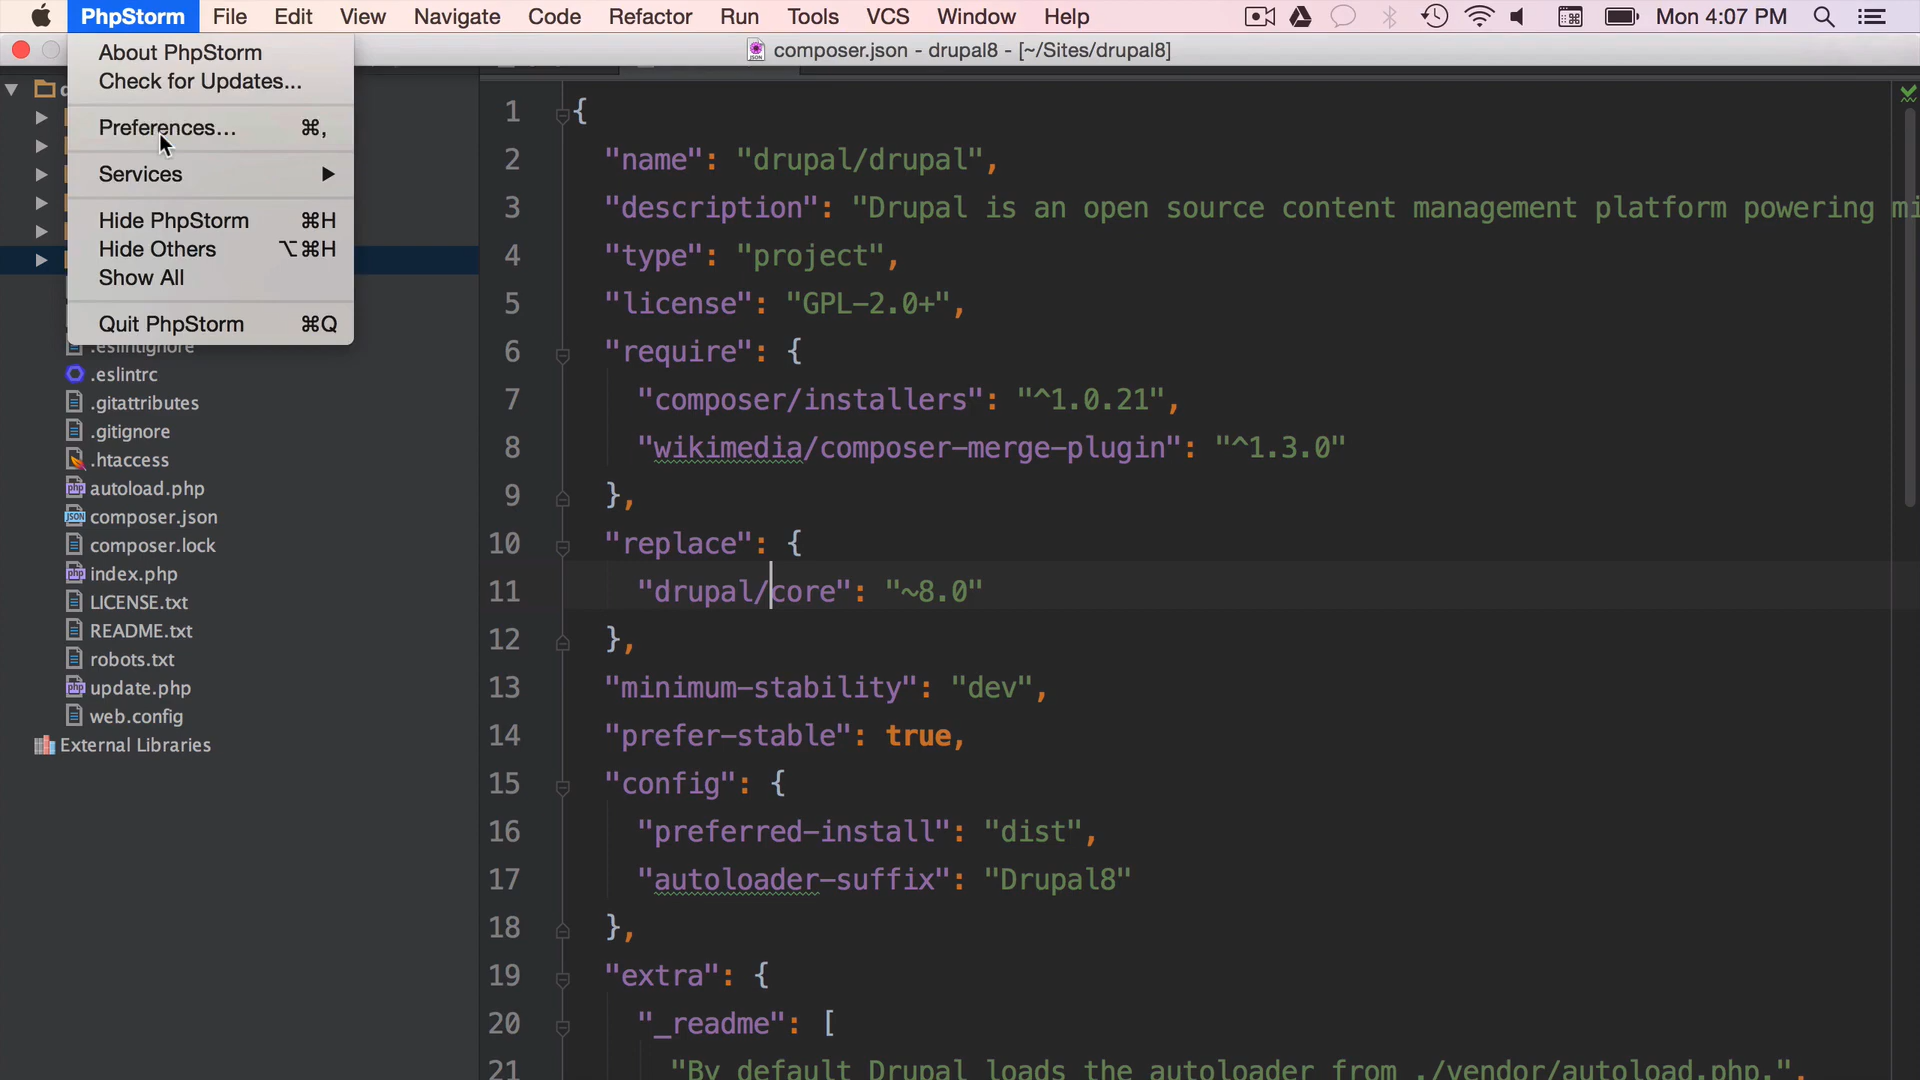 PhpStorm File Edit View Navigate Code Refactor Run Tools VCS Window Help Mon 4:07 PM
composer.json - drupal8 - [~/Sites/drupal8]
About PhpStorm
Check for Updates...
Preferences... ⌘,
Services ▶
Hide PhpStorm ⌘H
Hide Others ⌥⌘H
Show All
Quit PhpStorm ⌘Q
.eslintignore
.eslintrc
.gitattributes
.gitignore
.htaccess
autoload.php
composer.json
composer.lock
index.php
LICENSE.txt
README.txt
robots.txt
update.php
web.config
External Libraries
1 {
2 "name": "drupal/drupal",
3 "description": "Drupal is an open source content management platform powering mi
4 "type": "project",
5 "license": "GPL-2.0+",
6 "require": {
7 "composer/installers": "^1.0.21",
8 "wikimedia/composer-merge-plugin": "^1.3.0"
9 },
10 "replace": {
11 "drupal/core": "~8.0"
12 },
13 "minimum-stability": "dev",
14 "prefer-stable": true,
15 "config": {
16 "preferred-install": "dist",
17 "autoloader-suffix": "Drupal8"
18 },
19 "extra": {
20 "_readme": [
21 "By default Drupal loads the autoloader from ./vendor/autoload.php.",